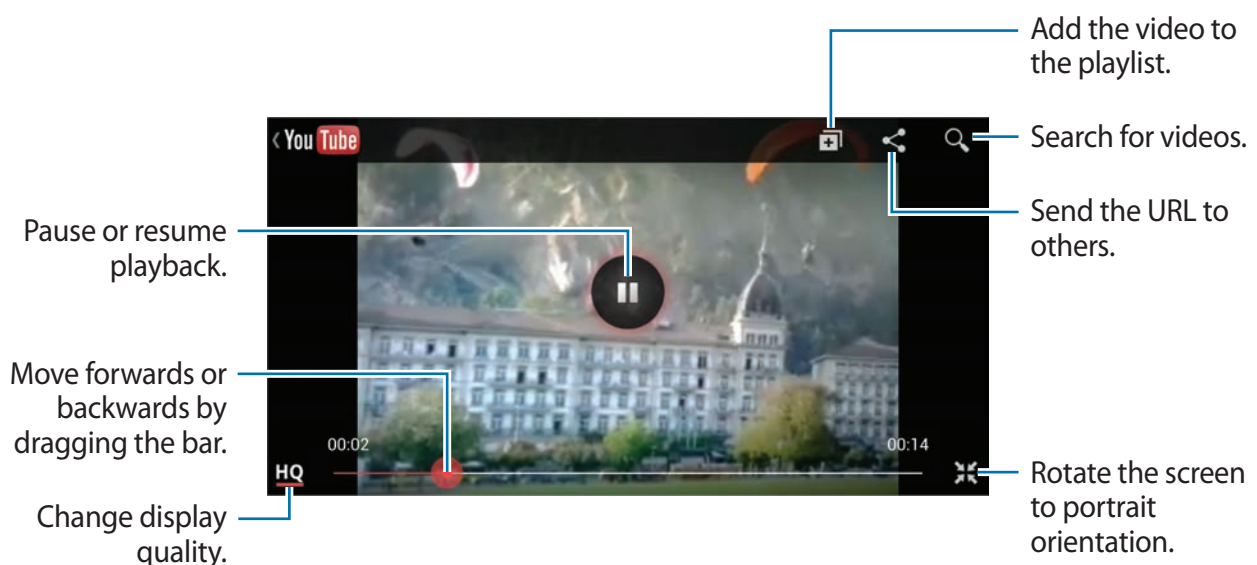 Add the video to
the playlist.
You Tube
Search for videos.
Send the URL to
others.
Pause or resume
playback.
Move forwards or
backwards by
dragging the bar.
00:02
00:14
HQ
Rotate the screen
to portrait
orientation.
Change display
quality.